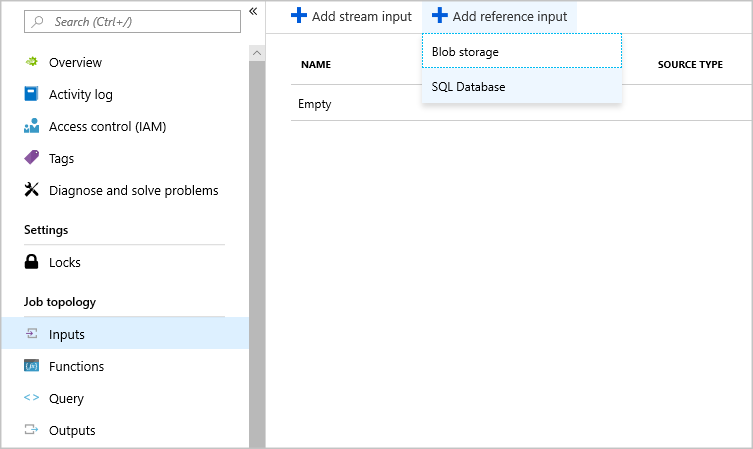 Search (Ctrl+/)
«
Overview
Activity log
Access control (IAM)
Tags
Diagnose and solve problems
Settings
Locks
Job topology
Inputs
Functions
Query
Outputs
Add stream input
Add reference input
Blob storage
SQL Database
NAME
SOURCE TYPE
Empty